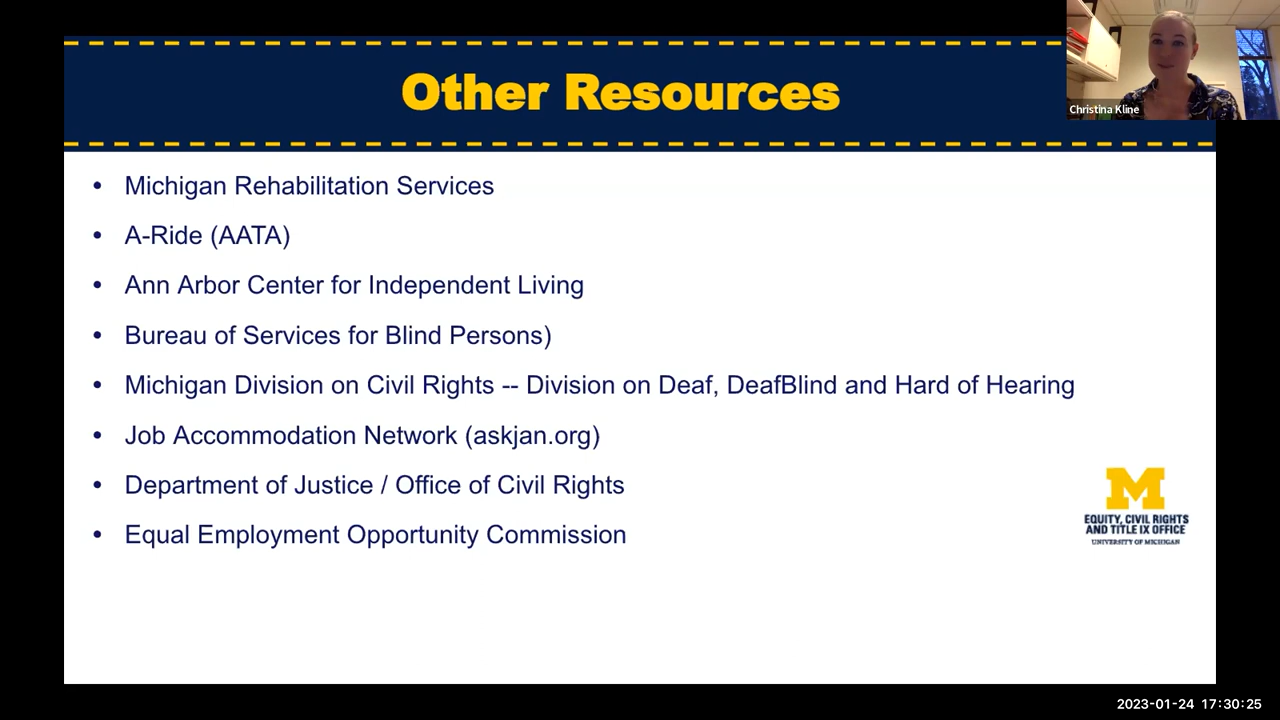 Other Resources
Christina Kline
• Michigan Rehabilitation Services
• A-Ride (AATA)
• Ann Arbor Center for Independent Living
• Bureau of Services for Blind Persons)
• Michigan Division on Civil Rights -- Division on Deaf, DeafBlind and Hard of Hearing
• Job Accommodation Network (askjan.org)
• Department of Justice / Office of Civil Rights
• Equal Employment Opportunity Commission
M
EQUITY, CIVIL RIGHTS
AND TITLE IX OFFICE
UNIVERSITY OF MICHIGAN
2023-01-24 17:30:25